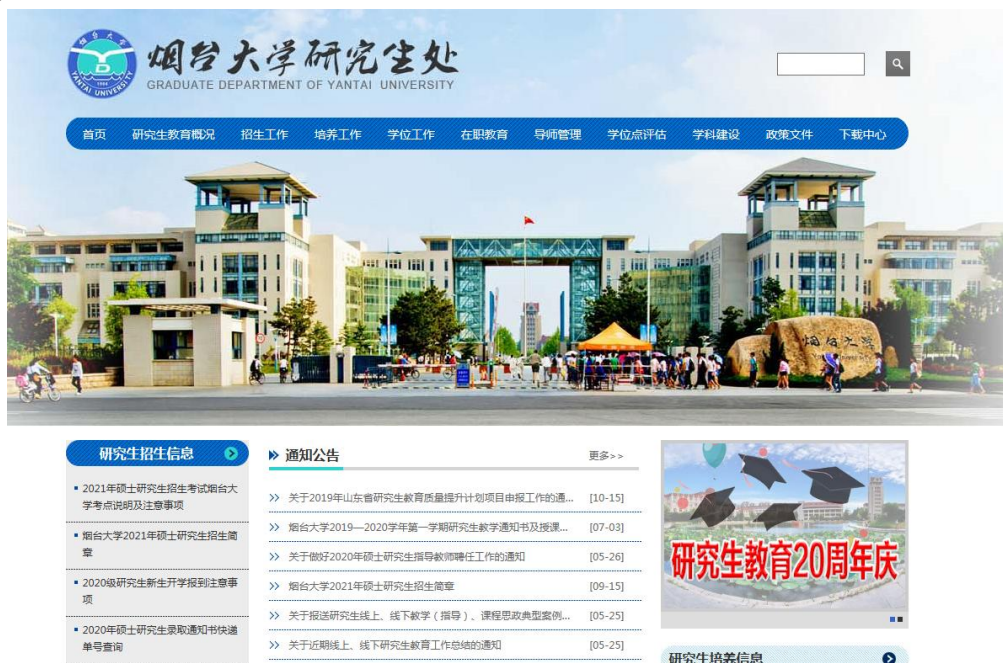 烟台大学
YANTAI UNIVERSITY
烟台大学研究生处
GRADUATE DEPARTMENT OF YANTAI UNIVERSITY
首页 研究生教育概况 招生工作 培养工作 学位工作 在职教育 导师管理 学位点评估 学科建设 政策文件 下载中心
烟台大学
研究生招生信息
2021年硕士研究生招生考试烟台大
学考点说明及注意事项
烟台大学2021年硕士研究生招生简
章
2020级研究生新生开学报到注意事
项
2020年硕士研究生录取通知书快递
单号查询
通知公告 更多>>
关于2019年山东省研究生教育质量提升计划项目申报工作的通... [10-15]
烟台大学2019—2020学年第一学期研究生教学通知书及授课... [07-03]
关于做好2020年硕士研究生指导教师聘任工作的通知 [05-26]
烟台大学2021年硕士研究生招生简章 [09-15]
关于报送研究生线上、线下教学（指导）、课程思政典型案例... [05-25]
关于近期线上、线下研究生教育工作总结的通知 [05-25]
研究生教育20周年庆
研究生培养信息